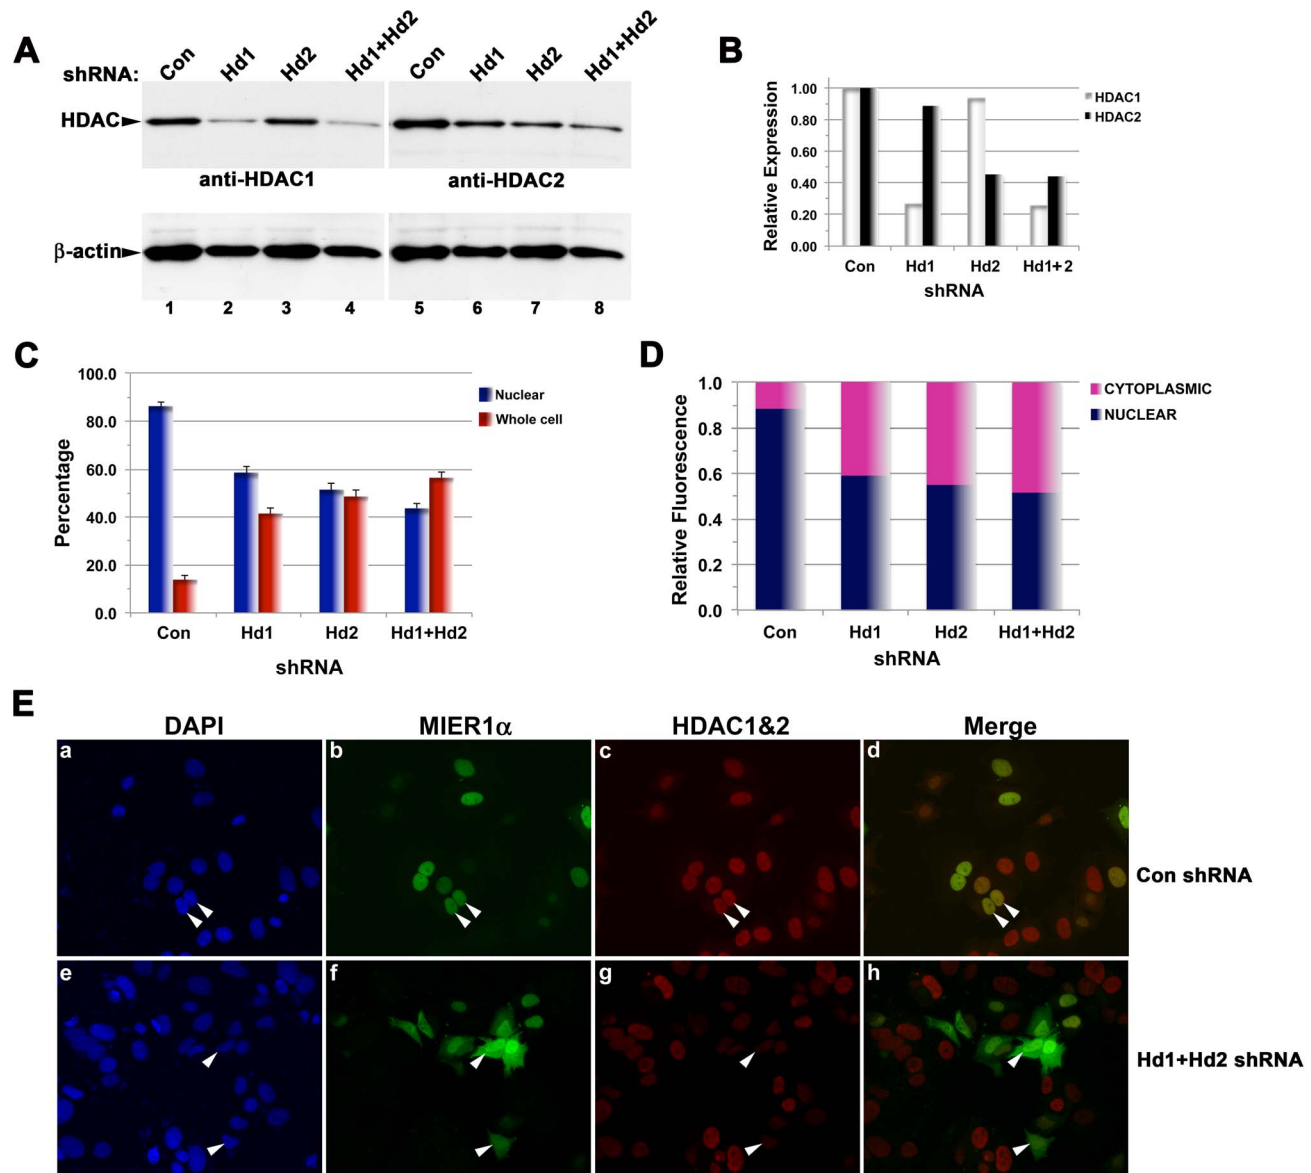 A
shRNA:
Con
Hd1
Hd2
Hd1+Hd2
Con
Hd1
Hd2
Hd1+Hd2
HDAC
anti-HDAC1
anti-HDAC2
β-actin
1 2 3 4 5 6 7 8
B
Relative Expression
1.00
0.80
0.60
0.40
0.20
0.00
Con Hd1 Hd2 Hd1+2
shRNA
HDAC1
HDAC2
C
Percentage
100.0
80.0
60.0
40.0
20.0
0.0
Con Hd1 Hd2 Hd1+Hd2
shRNA
Nuclear
Whole cell
D
Relative Fluorescence
1.0
0.8
0.6
0.4
0.2
0.0
Con Hd1 Hd2 Hd1+Hd2
shRNA
CYTOPLASMIC
NUCLEAR
E
DAPI MIER1α HDAC1&2 Merge
a b c d
Con shRNA
e f g h
Hd1+Hd2 shRNA